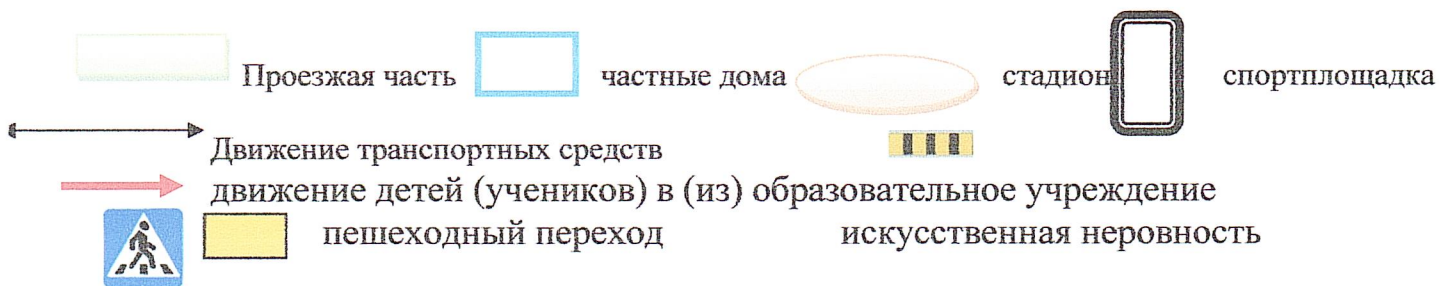 Проезжая часть частные дома стадион спортплощадка
Движение транспортных средств
движение детей (учеников) в (из) образовательное учреждение
пешеходный переход искусственная неровность